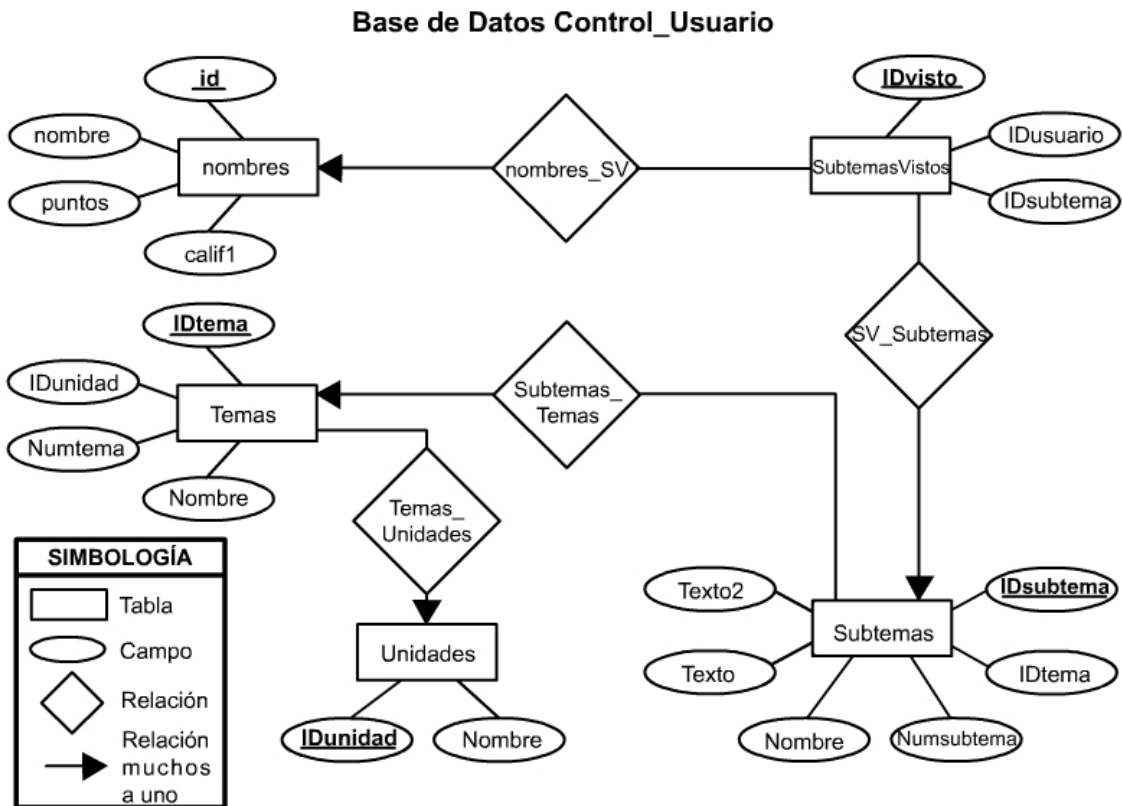 Base de Datos Control_Usuario
id
nombre
puntos
calif1
nombres
nombres_SV
IDvisto
IDusuario
IDsubtema
SubtemasVistos
SV_Subtemas
IDtema
IDunidad
Numtema
Nombre
Temas
Subtemas_
Temas
Temas_
Unidades
Unidades
IDunidad
Nombre
Texto2
Texto
Nombre
Numsubtema
IDtema
IDsubtema
Subtemas
SIMBOLOGÍA
Tabla
Campo
Relación
Relación
muchos
a uno